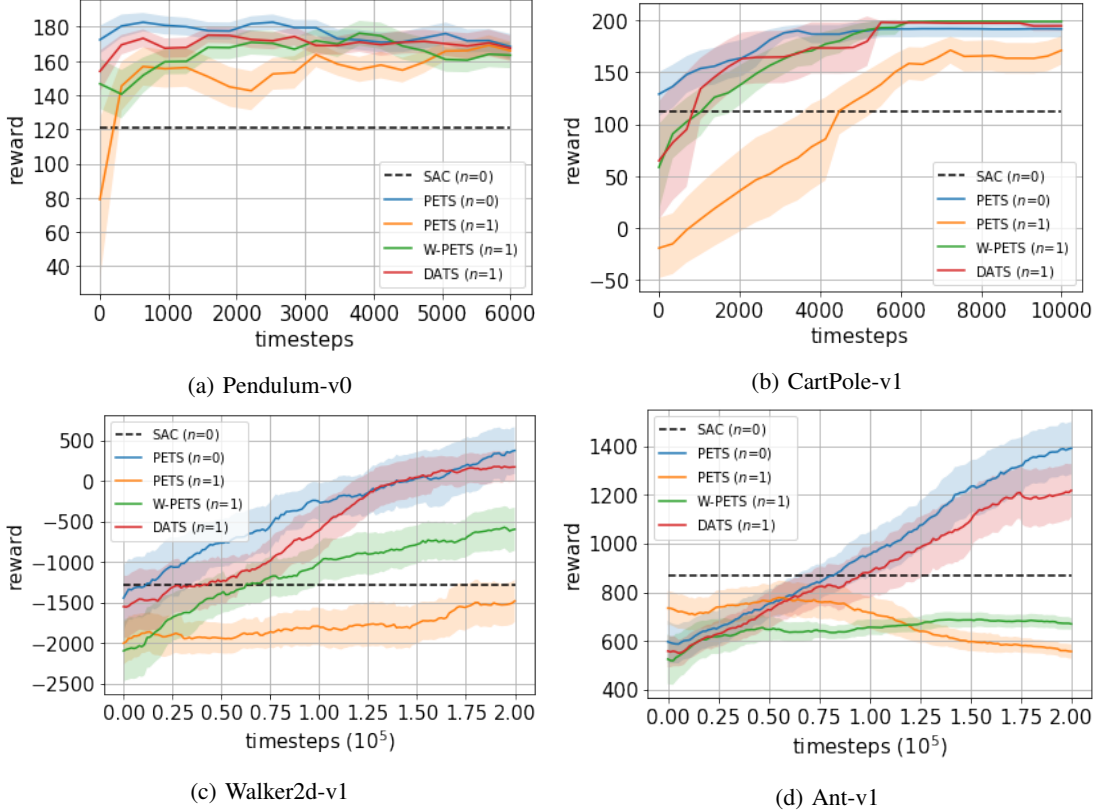 180
160
140
120
100
80
60
40
reward
SAC (n=0)
PETS (n=0)
PETS (n=1)
W-PETS (n=1)
DATS (n=1)
0 1000 2000 3000 4000 5000 6000
timesteps
(a) Pendulum-v0
200
150
100
50
0
−50
reward
SAC (n=0)
PETS (n=0)
PETS (n=1)
W-PETS (n=1)
DATS (n=1)
0 2000 4000 6000 8000 10000
timesteps
(b) CartPole-v1
500
0
−500
−1000
−1500
−2000
−2500
reward
SAC (n=0)
PETS (n=0)
PETS (n=1)
W-PETS (n=1)
DATS (n=1)
0.00 0.25 0.50 0.75 1.00 1.25 1.50 1.75 2.00
timesteps (10⁵)
(c) Walker2d-v1
1400
1200
1000
800
600
400
reward
SAC (n=0)
PETS (n=0)
PETS (n=1)
W-PETS (n=1)
DATS (n=1)
0.00 0.25 0.50 0.75 1.00 1.25 1.50 1.75 2.00
timesteps (10⁵)
(d) Ant-v1